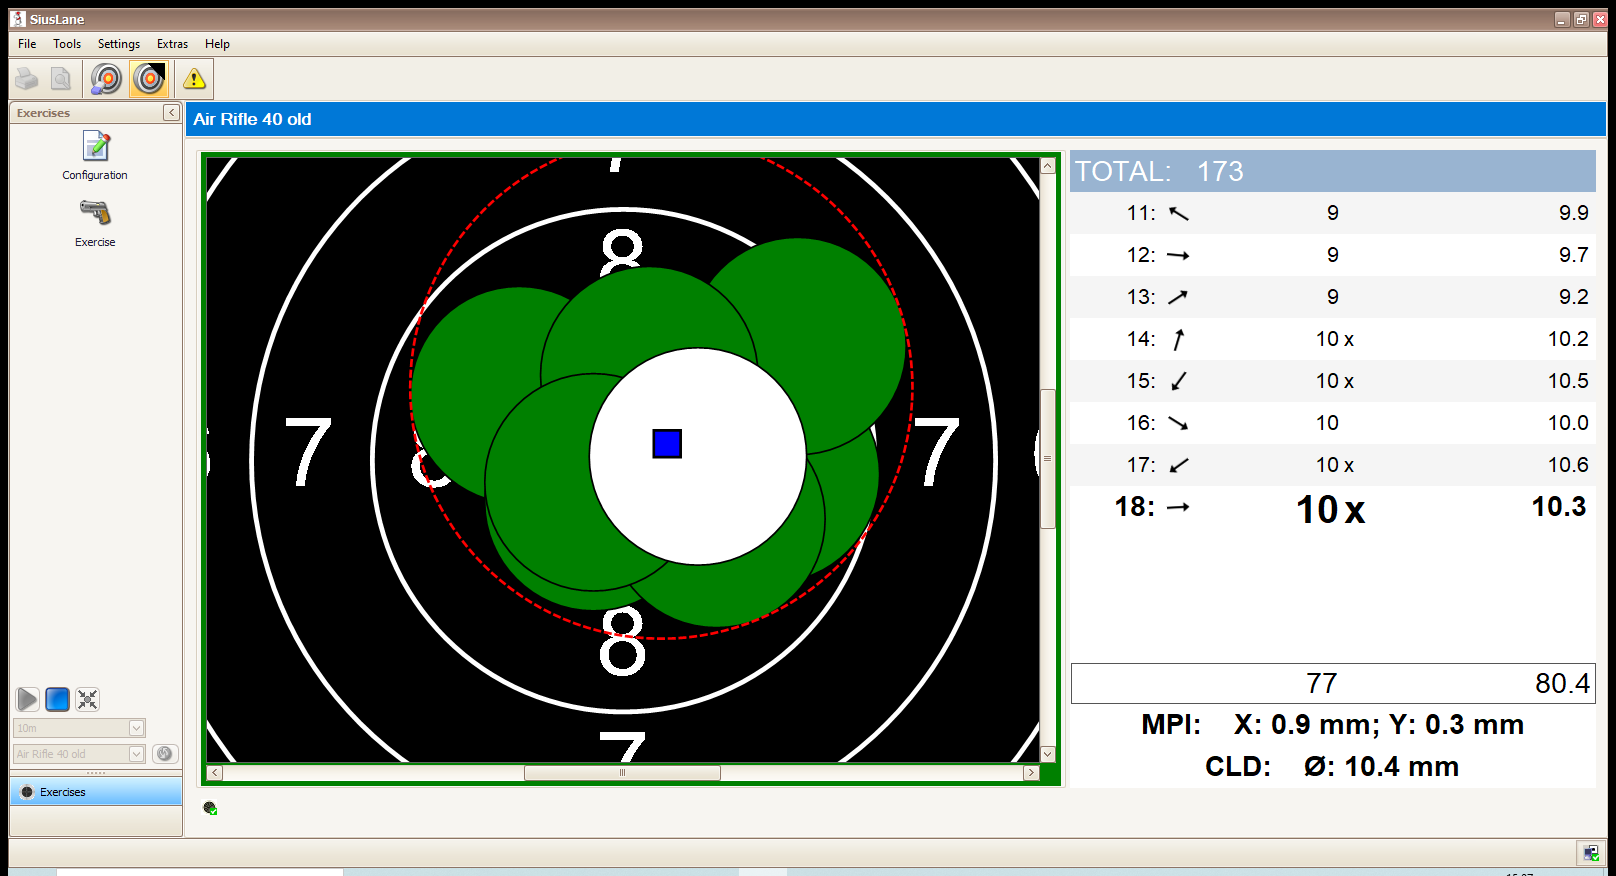 SiusLane
File Tools Settings Extras Help
Exercises
Configuration
Exercise
10m
Air Rifle 40 old
Exercises
Air Rifle 40 old
7
8
7 8 7
8
7
TOTAL: 173
11: 9 9.9
12: 9 9.7
13: 9 9.2
14: 10 x 10.2
15: 10 x 10.5
16: 10 10.0
17: 10 x 10.6
18: 10 x 10.3
77 80.4
MPI: X: 0.9 mm; Y: 0.3 mm
CLD: Ø: 10.4 mm